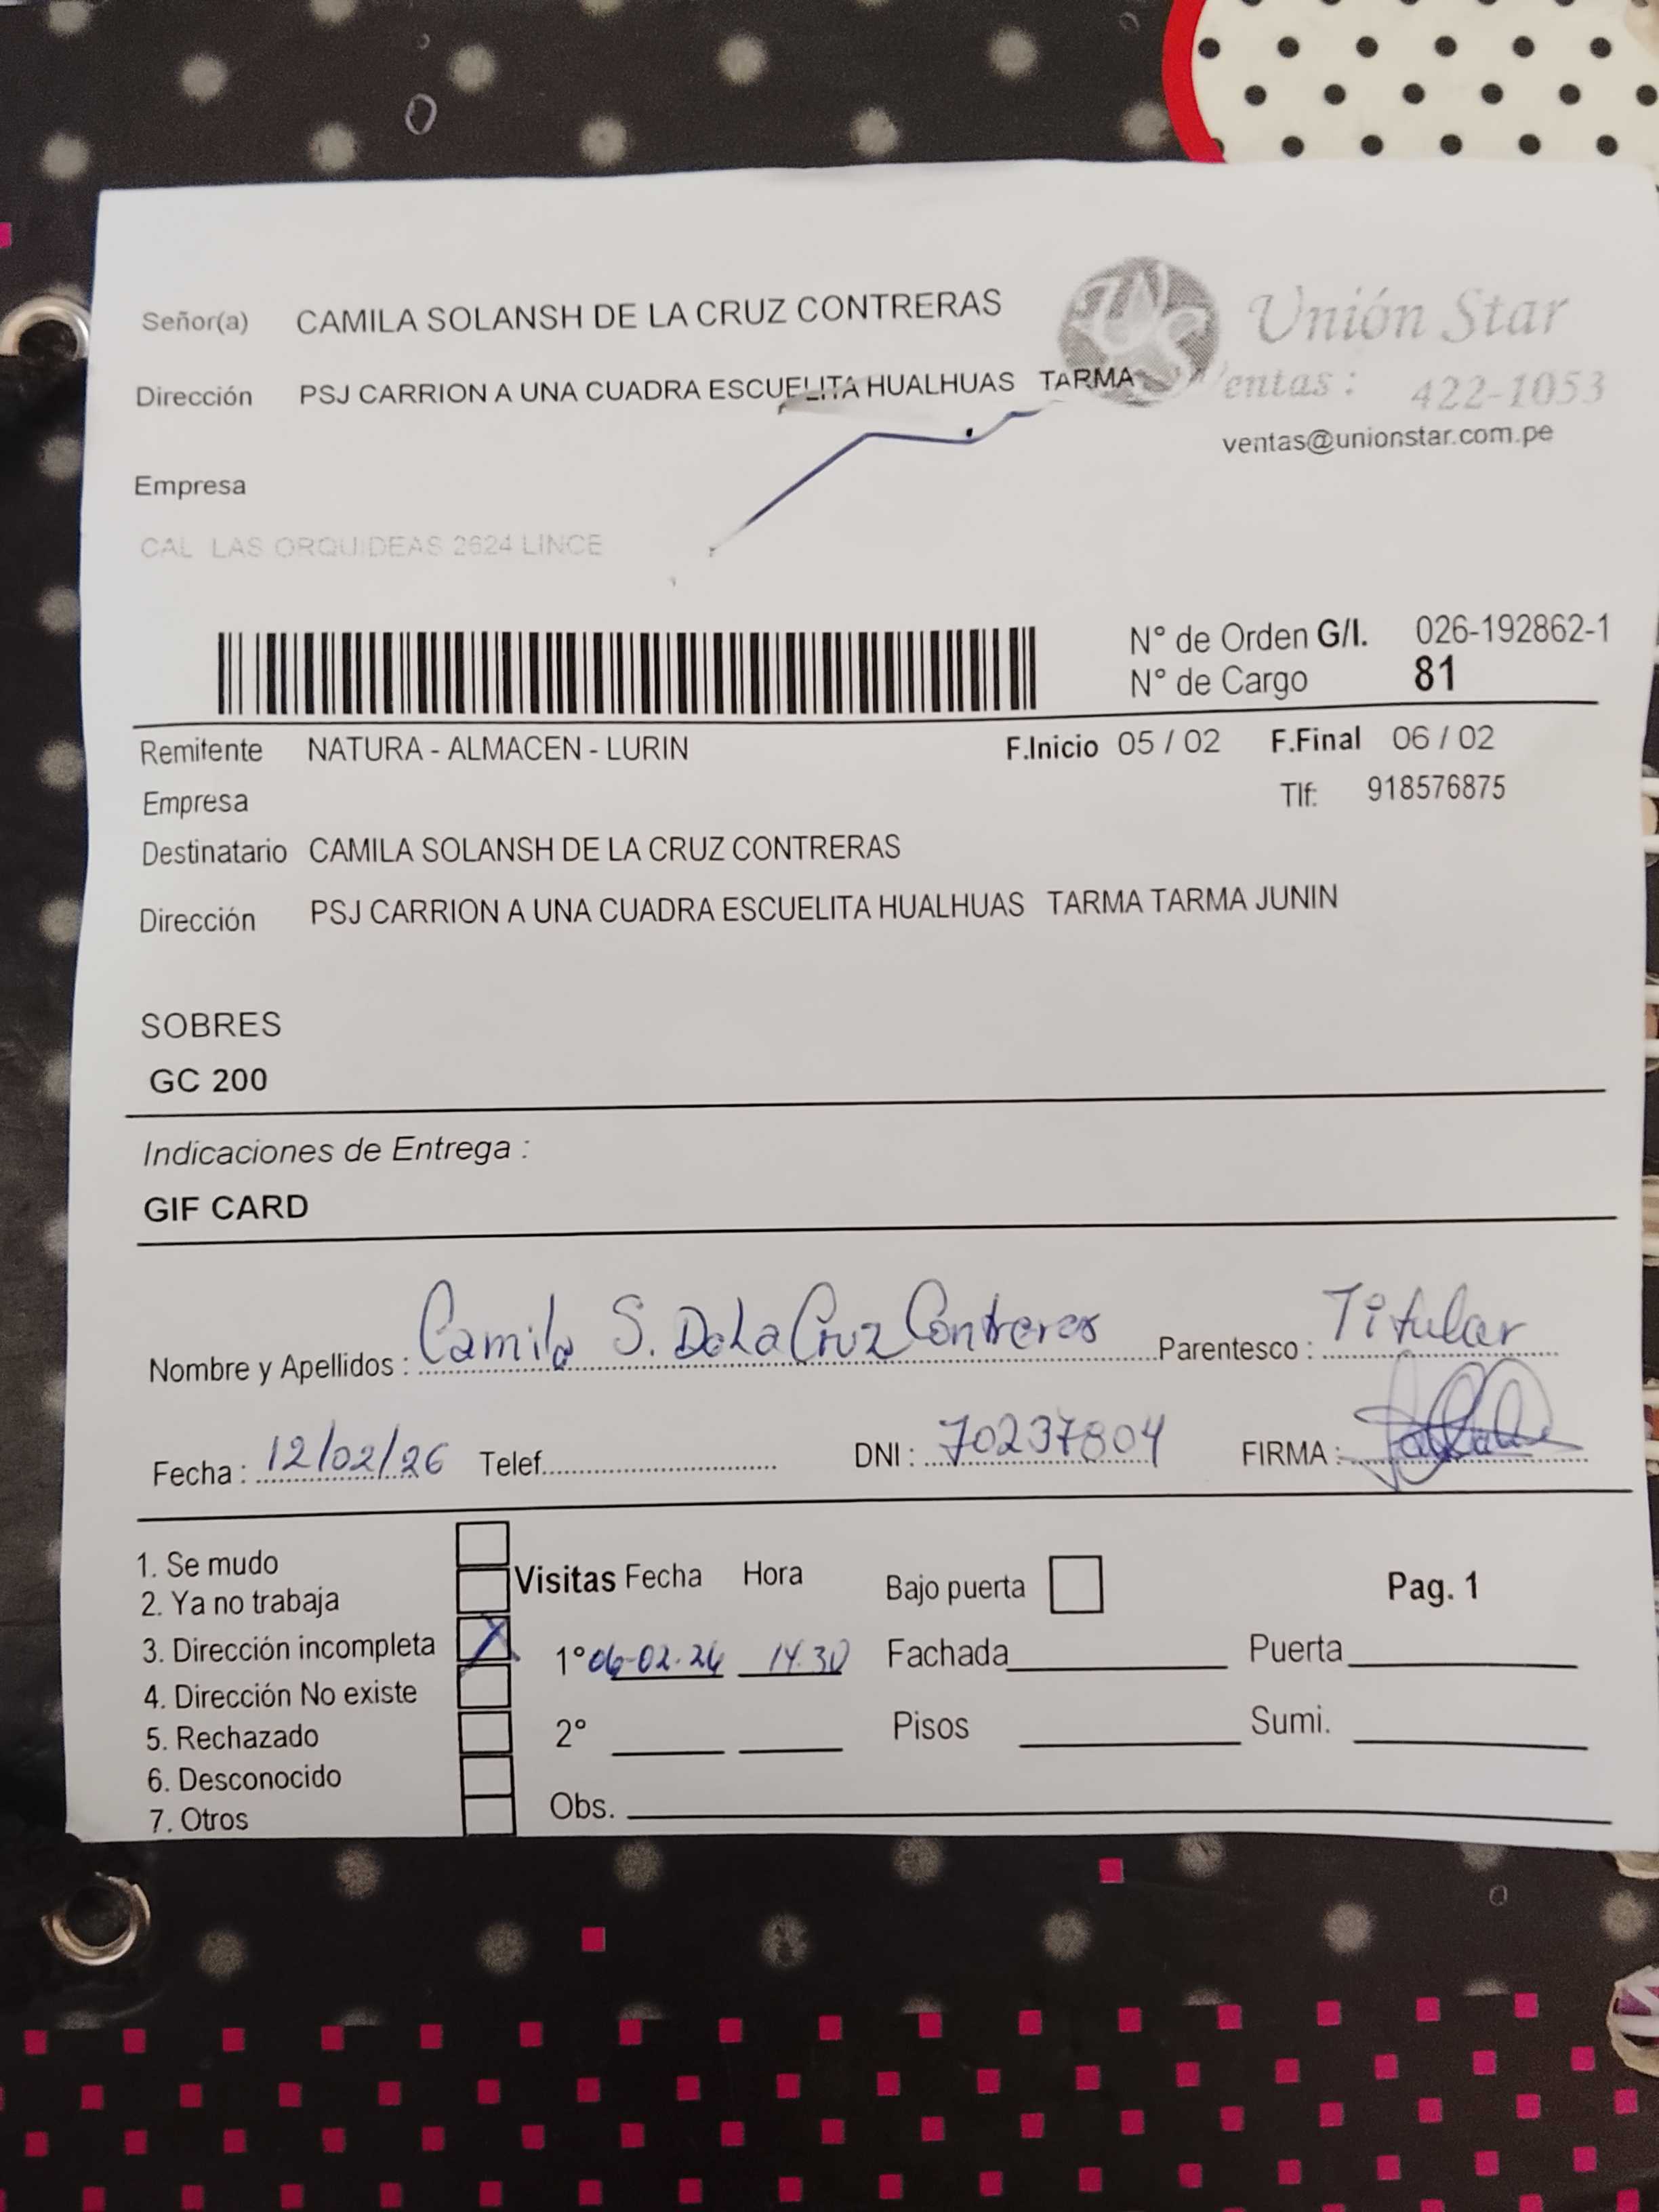 Señor(a) CAMILA SOLANSH DE LA CRUZ CONTRERAS
Unión Star
Dirección PSJ CARRION A UNA CUADRA ESCUELITA HUALHUAS TARMA
Ventas : 422-1053
ventas@unionstar.com.pe
Empresa
CAL LAS ORQUIDEAS 2624 LINCE
N° de Orden G/I. 026-192862-1
N° de Cargo 81
Remitente NATURA - ALMACEN - LURIN F.Inicio 05 / 02 F.Final 06 / 02
Empresa Tlf: 918576875
Destinatario CAMILA SOLANSH DE LA CRUZ CONTRERAS
Dirección PSJ CARRION A UNA CUADRA ESCUELITA HUALHUAS TARMA TARMA JUNIN
SOBRES
GC 200
Indicaciones de Entrega :
GIF CARD
Nombre y Apellidos : Camila S. De La Cruz Contreras Parentesco : Titular
Fecha : 12/02/26 Telef. DNI : 70237804 FIRMA :
1. Se mudo
2. Ya no trabaja
3. Dirección incompleta X
4. Dirección No existe
5. Rechazado
6. Desconocido
7. Otros
Visitas Fecha Hora Bajo puerta Pag. 1
1° 06-02-26 14.30 Fachada Puerta
2° Pisos Sumi.
Obs.